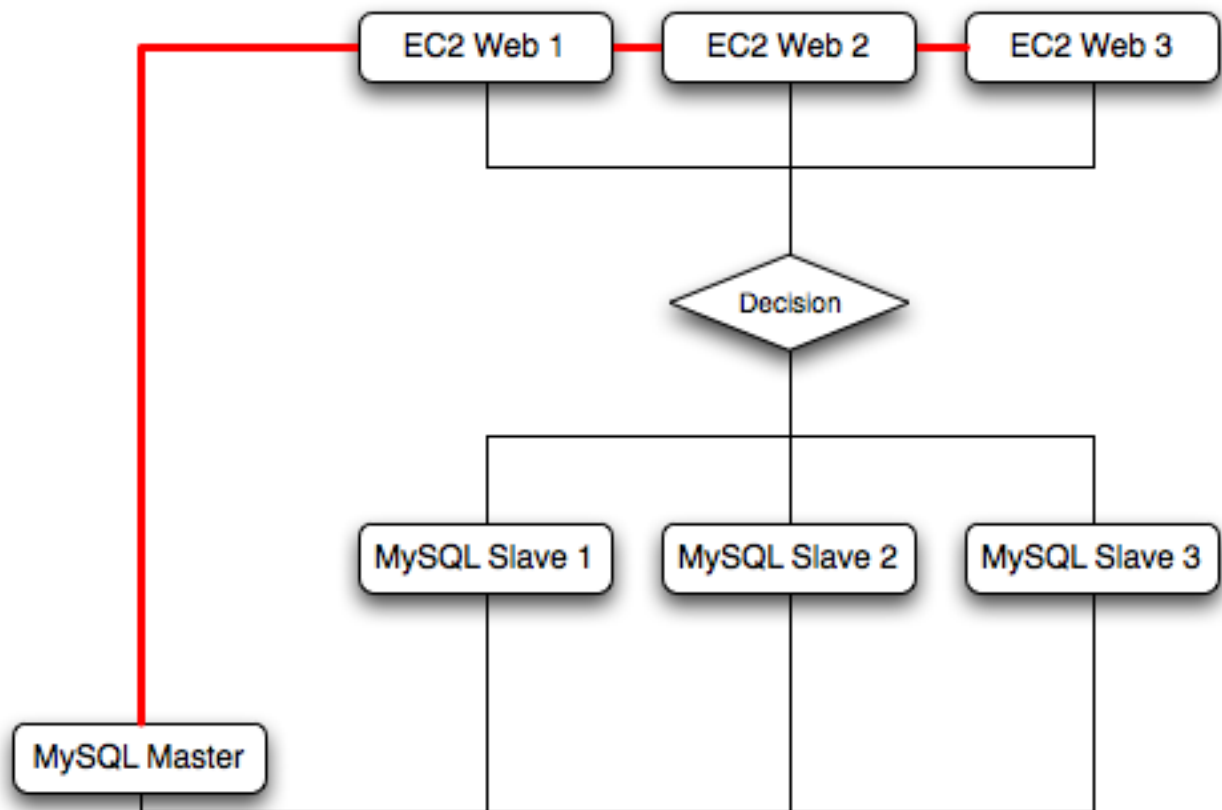 EC2 Web 1
EC2 Web 2
EC2 Web 3
Decision
MySQL Slave 1
MySQL Slave 2
MySQL Slave 3
MySQL Master